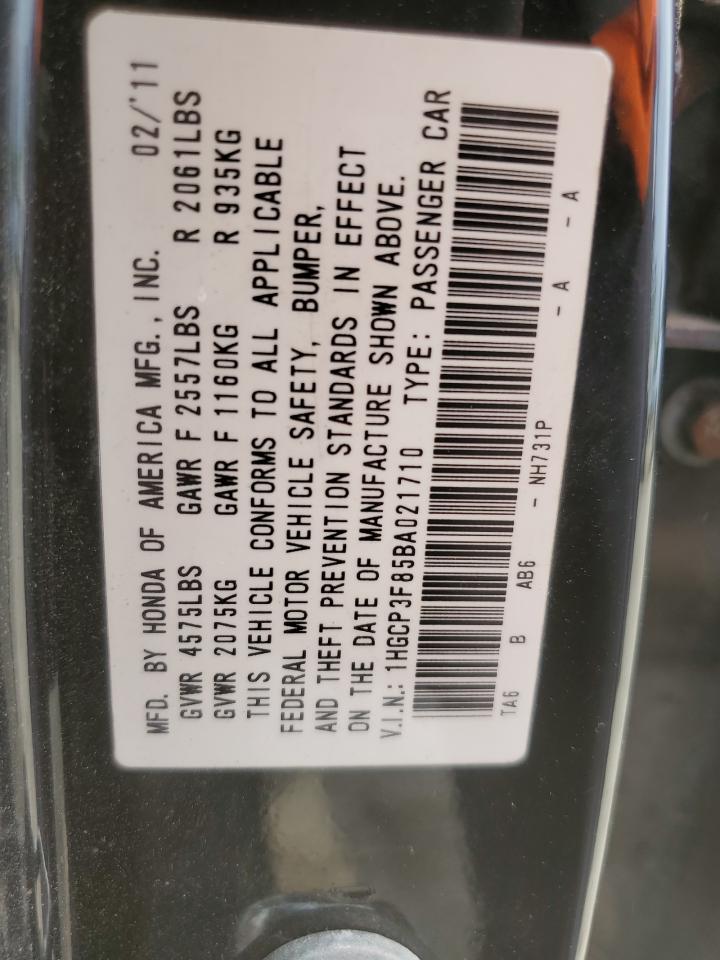 MFD. BY HONDA OF AMERICA MFG., INC. 02/'11
GVWR 4575LBS GAWR F 2557LBS R 2061LBS
GVWR 2075KG GAWR F 1160KG R 935KG
THIS VEHICLE CONFORMS TO ALL APPLICABLE
FEDERAL MOTOR VEHICLE SAFETY, BUMPER,
AND THEFT PREVENTION STANDARDS IN EFFECT
ON THE DATE OF MANUFACTURE SHOWN ABOVE.
V.I.N.: 1HGCP3F85BA021710 TYPE: PASSENGER CAR
TA6 B AB6 - NH731P - A - A